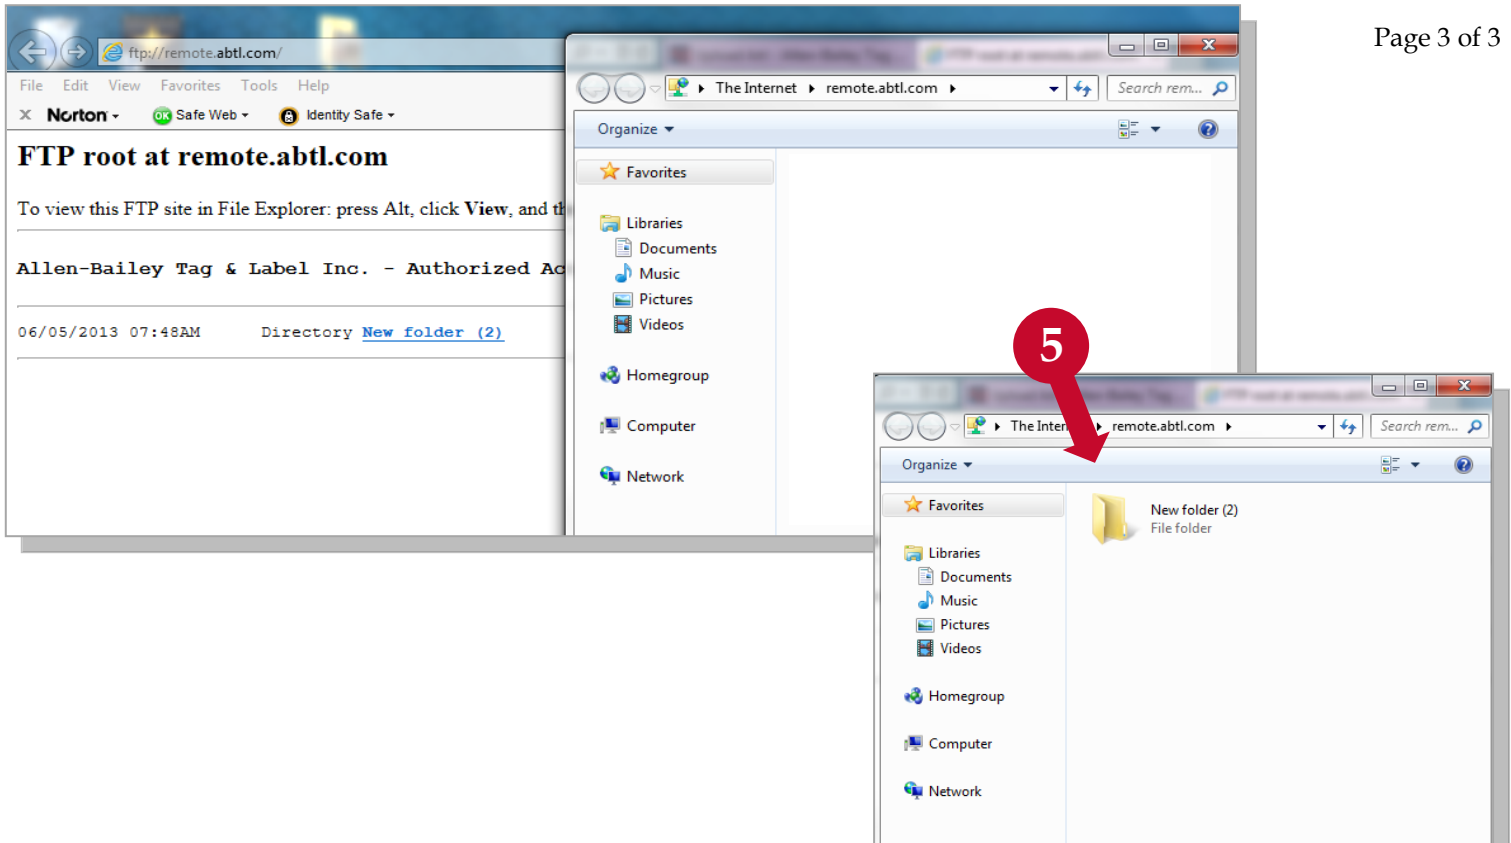 Page 3 of 3
ftp://remote.abtl.com/
File Edit View Favorites Tools Help
x Norton Safe Web Identity Safe
OK
FTP root at remote.abtl.com
To view this FTP site in File Explorer: press Alt, click View, and
Allen-Bailey Tag & Label Inc. - Authorized
06/05/2013 07:48AM Directory New folder (2)
The Internet remote.abtl.com Search rem...
Organize
Favorites
Libraries
Documents
Music
Pictures
Videos
Homegroup
Computer
Network
5
remote.abtl.com Search rem...
Organize
Favorites
Libraries
Documents
Music
Pictures
Videos
Homegroup
Computer
Network
New folder (2)
File folder